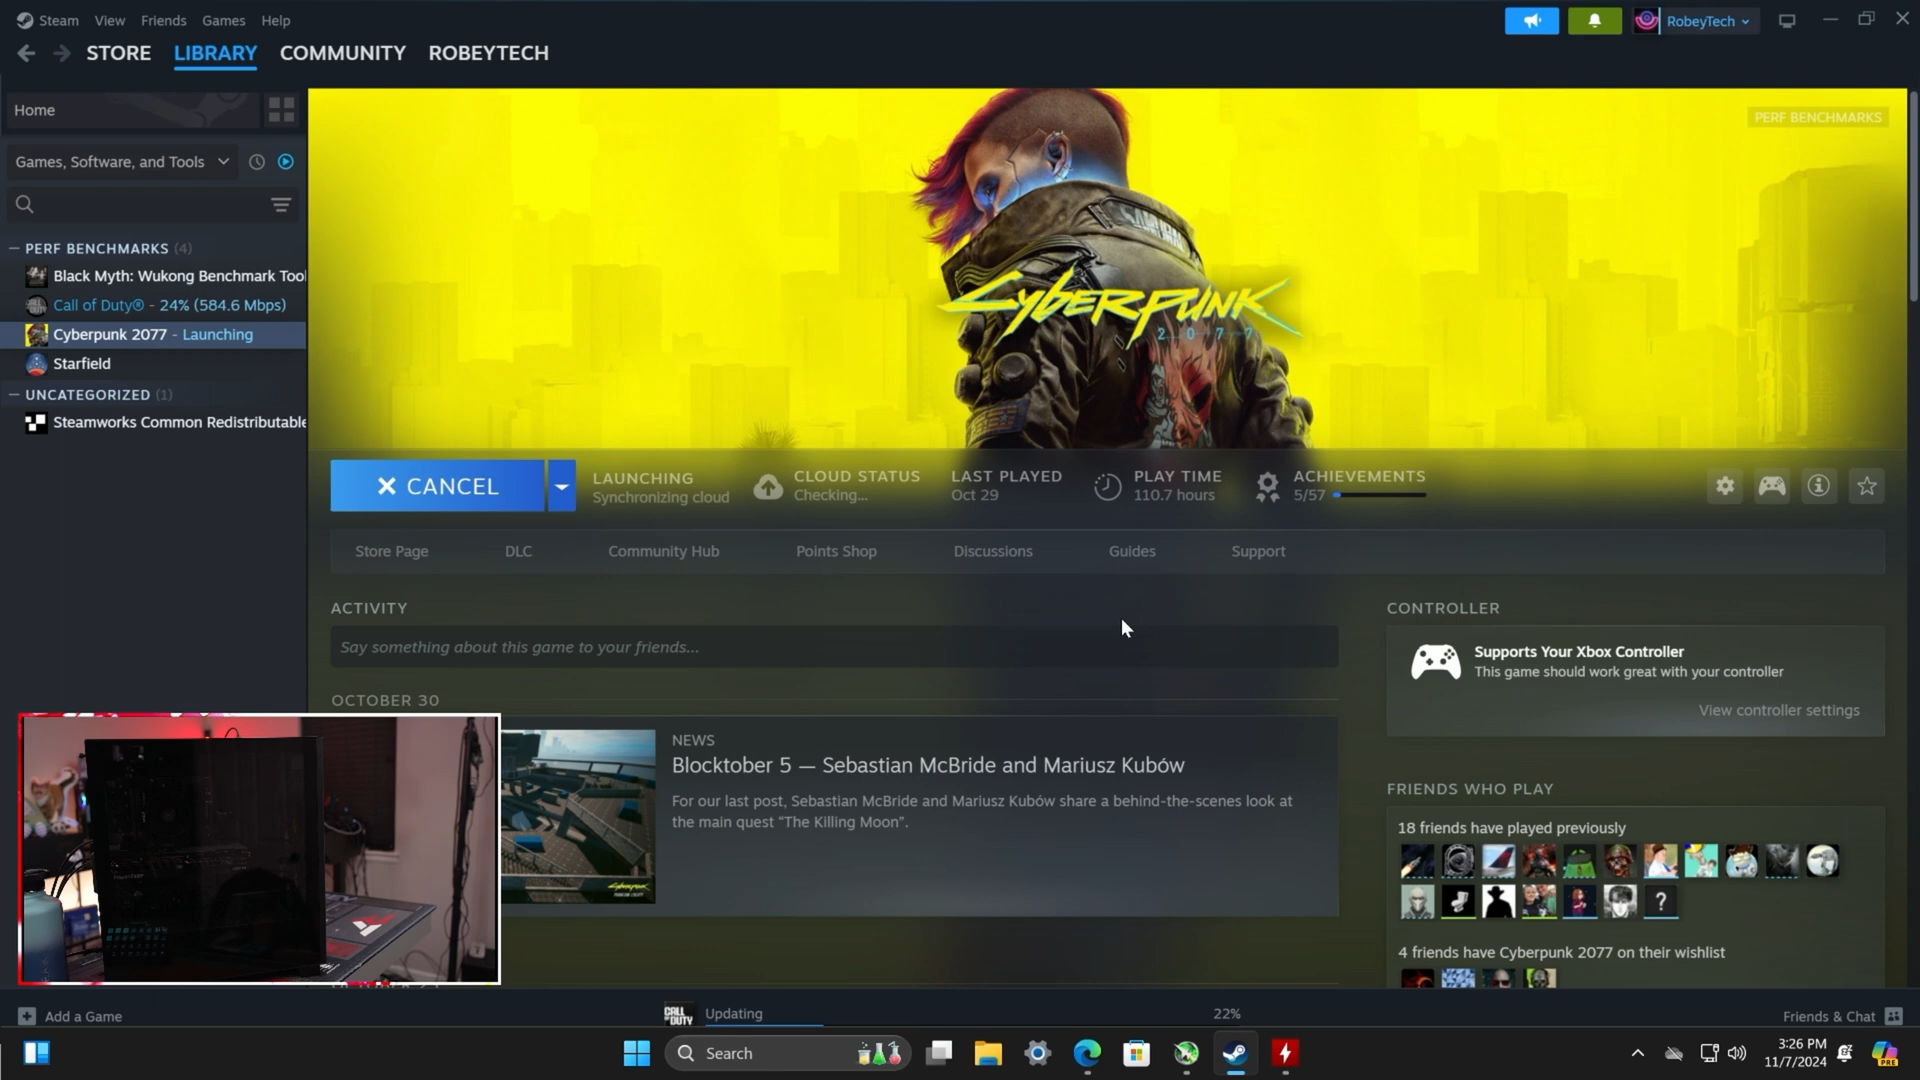 Steam View Friends Games Help
RobeyTech
STORE LIBRARY COMMUNITY ROBEYTECH
Home
Games, Software, and Tools
PERF BENCHMARKS (4)
Black Myth: Wukong Benchmark Tool
Call of Duty® - 24% (584.6 Mbps)
Cyberpunk 2077 - Launching
Starfield
UNCATEGORIZED (1)
Steamworks Common Redistributable
PERF BENCHMARKS
SAMURAI
CYBERPUNK
2077
CANCEL
LAUNCHING
Synchronizing cloud
CLOUD STATUS
Checking...
LAST PLAYED
Oct 29
PLAY TIME
110.7 hours
ACHIEVEMENTS
5/57
Store Page DLC Community Hub Points Shop Discussions Guides Support
ACTIVITY
Say something about this game to your friends...
OCTOBER 30
NEWS
Blocktober 5 — Sebastian McBride and Mariusz Kubów
For our last post, Sebastian McBride and Mariusz Kubów share a behind-the-scenes look at
the main quest “The Killing Moon”.
CYBERPUNK
CONTROLLER
Supports Your Xbox Controller
This game should work great with your controller
View controller settings
FRIENDS WHO PLAY
18 friends have played previously
?
4 friends have Cyberpunk 2077 on their wishlist
Add a Game
CALL OF DUTY
Updating
22%
Friends & Chat
Search
3:26 PM
11/7/2024
PRE